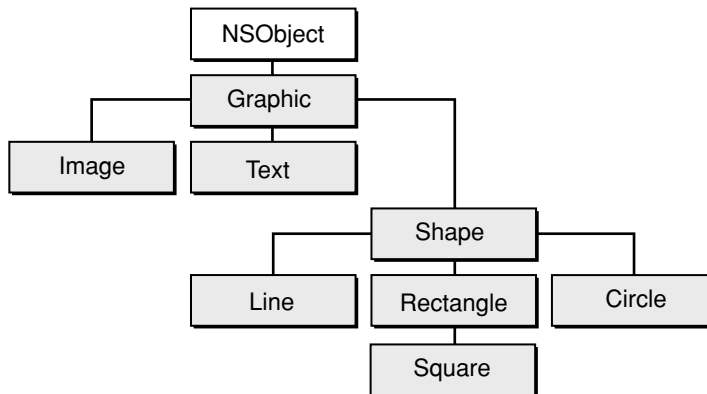 NSObject
Graphic
Image
Text
Shape
Line
Rectangle
Circle
Square